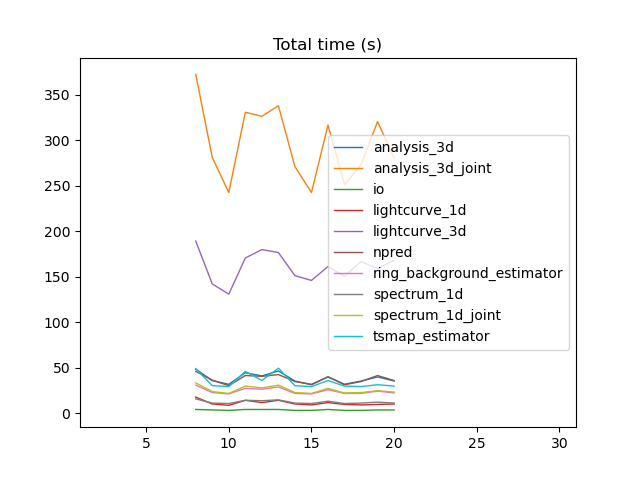 Total time (s)
350
300
250
200
150
100
50
0
analysis_3d
analysis_3d_joint
io
lightcurve_1d
lightcurve_3d
npred
ring_background_estimator
spectrum_1d
spectrum_1d_joint
tsmap_estimator
5 10 15 20 25 30